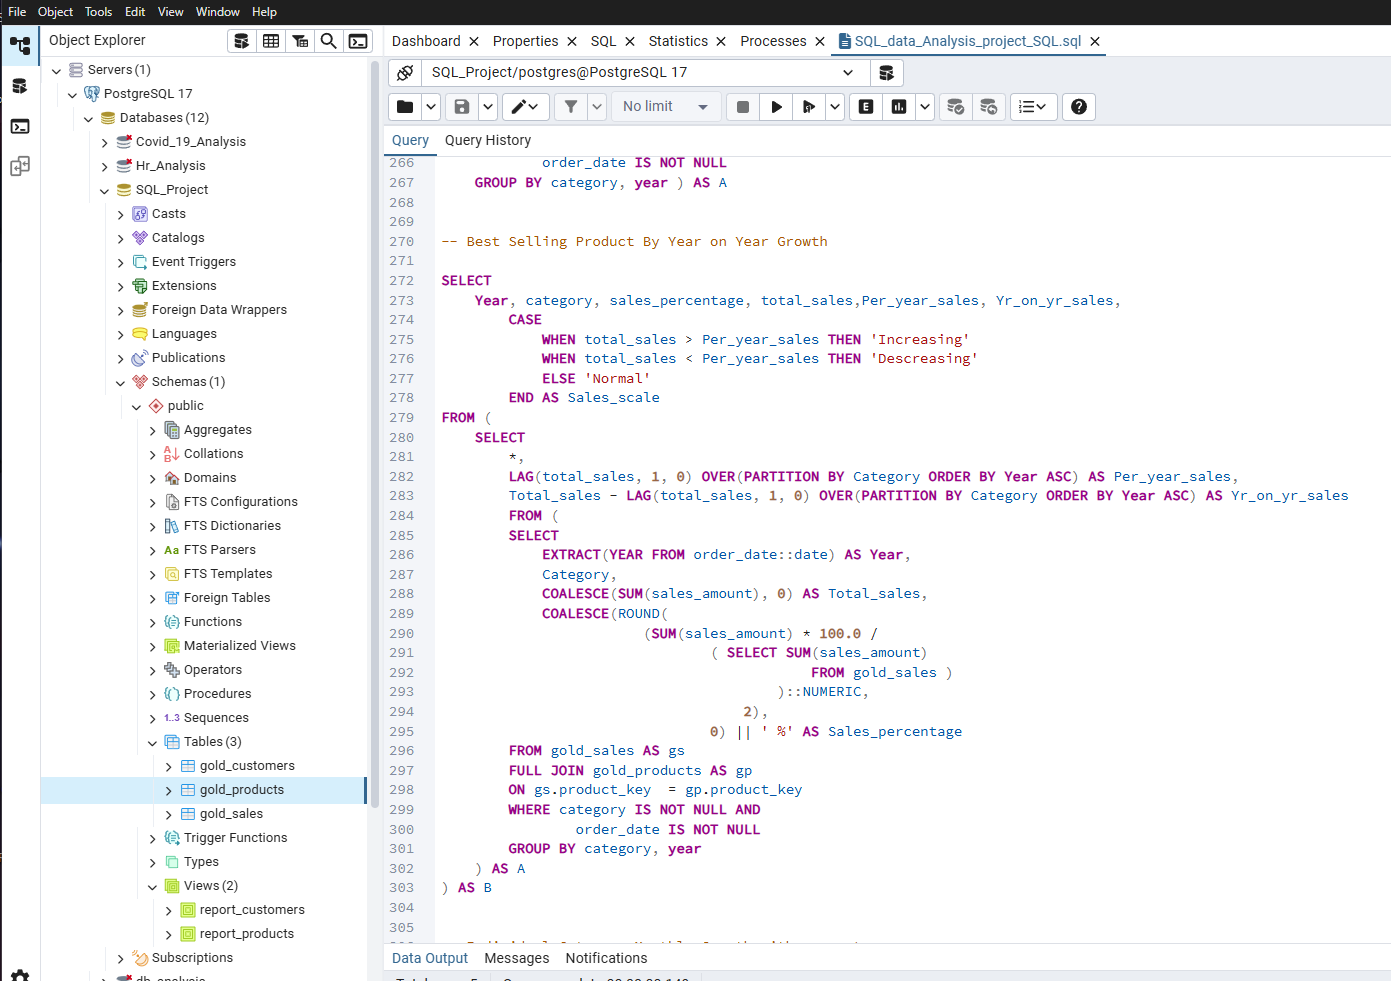 File Object Tools Edit View Window Help
Object Explorer
Servers (1)
PostgreSQL 17
Databases (12)
Covid_19_Analysis
Hr_Analysis
SQL_Project
Casts
Catalogs
Event Triggers
Extensions
Foreign Data Wrappers
Languages
Publications
Schemas (1)
public
Aggregates
Collations
Domains
FTS Configurations
FTS Dictionaries
Aa FTS Parsers
FTS Templates
Foreign Tables
Functions
Materialized Views
Operators
Procedures
1..3 Sequences
Tables (3)
gold_customers
gold_products
gold_sales
Trigger Functions
Types
Views (2)
report_customers
report_products
Subscriptions
db_analysis
Dashboard Properties SQL Statistics Processes SQL_data_Analysis_project_SQL.sql
SQL_Project/postgres@PostgreSQL 17
No limit
E
Query Query History
266 order_date IS NOT NULL
267 GROUP BY category, year ) AS A
268
269
270 -- Best Selling Product By Year on Year Growth
271
272 SELECT
273 Year, category, sales_percentage, total_sales,Per_year_sales, Yr_on_yr_sales,
274 CASE
275 WHEN total_sales > Per_year_sales THEN 'Increasing'
276 WHEN total_sales < Per_year_sales THEN 'Descreasing'
277 ELSE 'Normal'
278 END AS Sales_scale
279 FROM (
280 SELECT
281 *,
282 LAG(total_sales, 1, 0) OVER(PARTITION BY Category ORDER BY Year ASC) AS Per_year_sales,
283 Total_sales - LAG(total_sales, 1, 0) OVER(PARTITION BY Category ORDER BY Year ASC) AS Yr_on_yr_sales
284 FROM (
285 SELECT
286 EXTRACT(YEAR FROM order_date::date) AS Year,
287 Category,
288 COALESCE(SUM(sales_amount), 0) AS Total_sales,
289 COALESCE(ROUND(
290 (SUM(sales_amount) * 100.0 /
291 ( SELECT SUM(sales_amount)
292 FROM gold_sales )
293 )::NUMERIC,
294 2),
295 0) || ' %' AS Sales_percentage
296 FROM gold_sales AS gs
297 FULL JOIN gold_products AS gp
298 ON gs.product_key  = gp.product_key
299 WHERE category IS NOT NULL AND
300 order_date IS NOT NULL
301 GROUP BY category, year
302 ) AS A
303 ) AS B
304
305
Data Output Messages Notifications